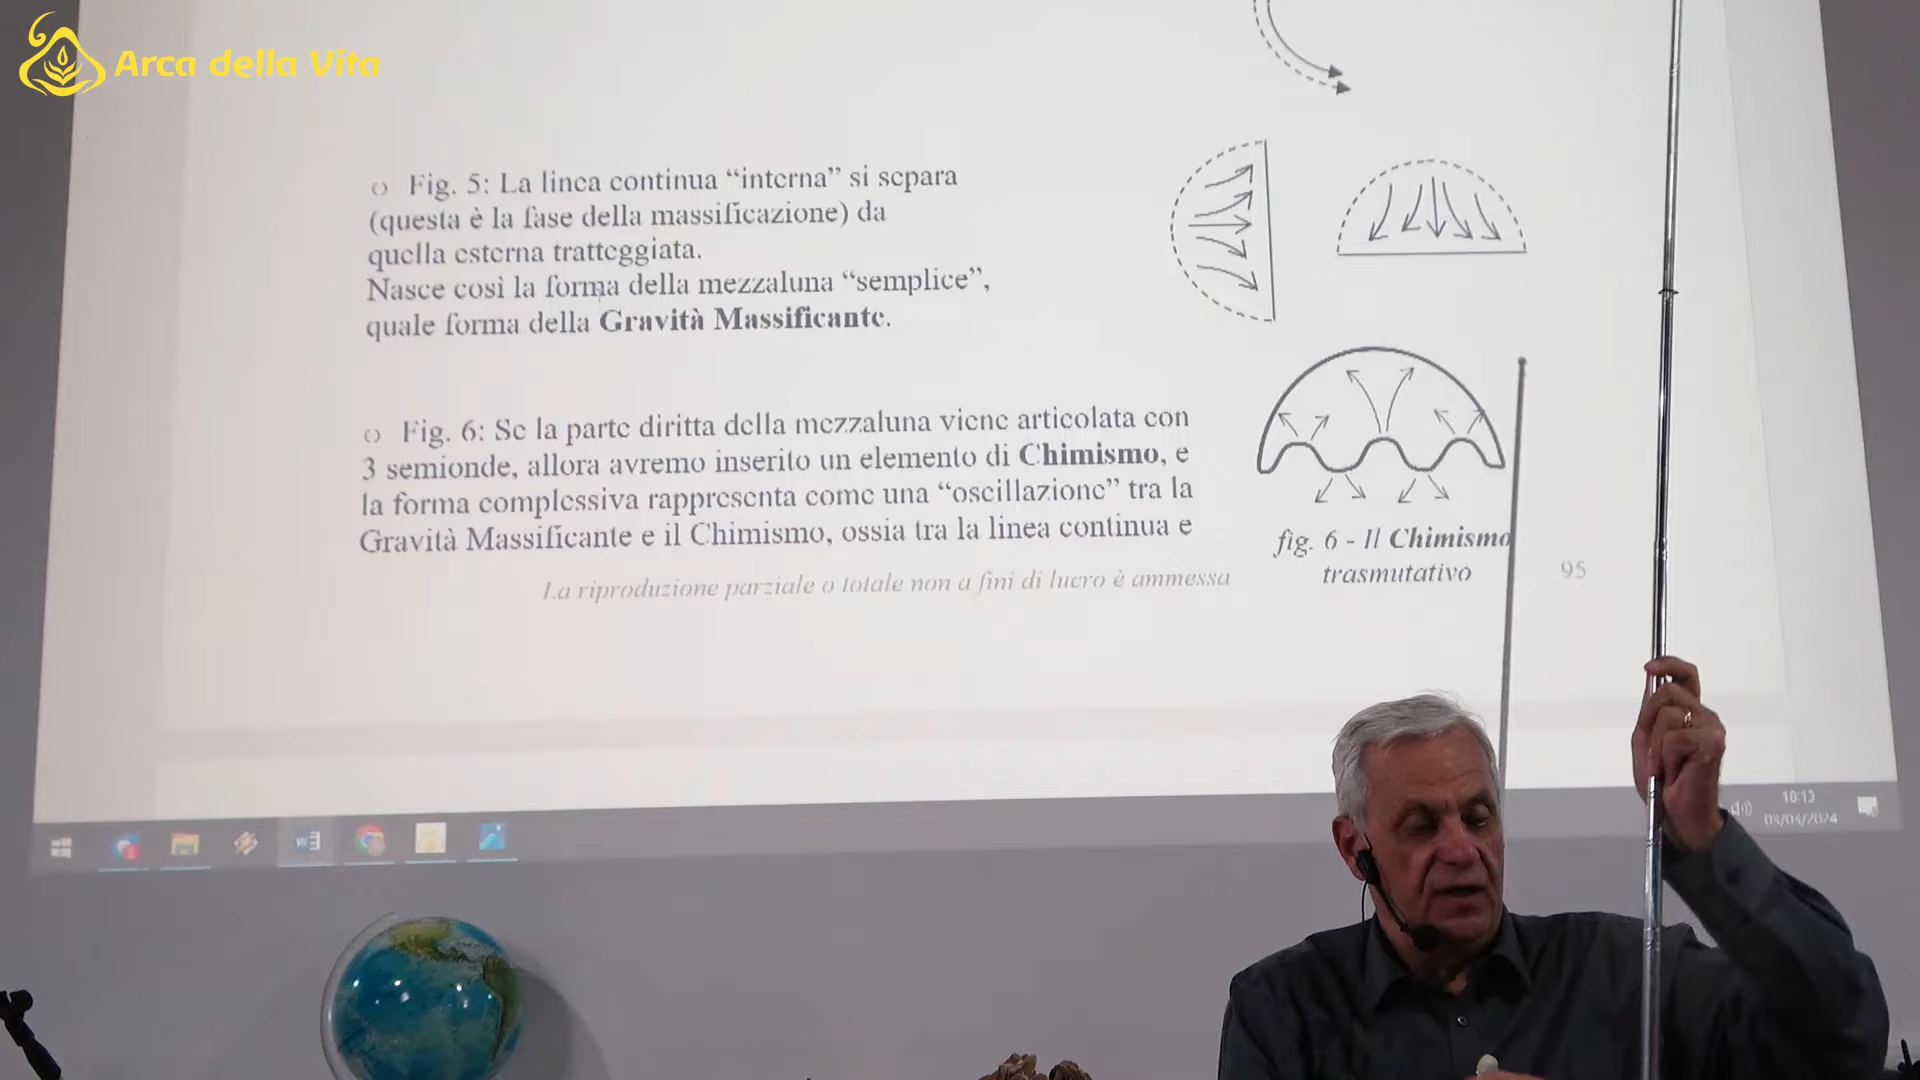 Arca della Vita
Fig. 5: La linea continua “interna” si separa
(questa è la fase della massificazione) da
quella esterna tratteggiata.
Nasce così la forma della mezzaluna “semplice”,
quale forma della Gravità Massificante.
Fig. 6: Se la parte diritta della mezzaluna viene articolata con
3 semionde, allora avremo inserito un elemento di Chimismo, e
la forma complessiva rappresenta come una “oscillazione” tra la
Gravità Massificante e il Chimismo, ossia tra la linea continua e
fig. 6 - Il Chimismo
trasmutativo
La riproduzione parziale o totale non a fini di lucro è ammessa
95